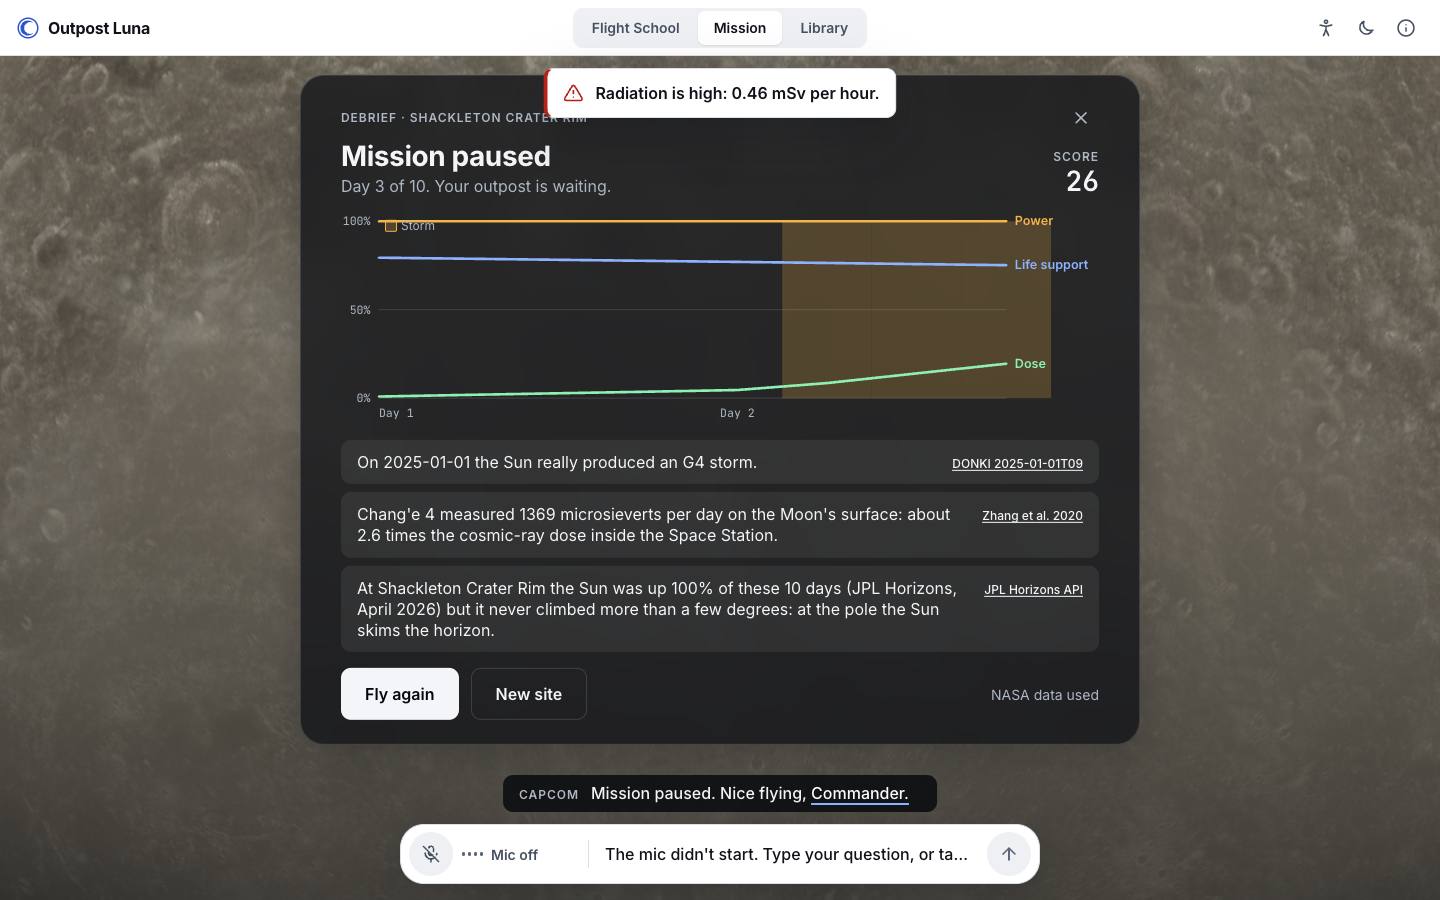 Outpost Luna
Flight School
Mission
Library
Radiation is high: 0.46 mSv per hour.
DEBRIEF · SHACKLETON CRATER RIM
Mission paused
Day 3 of 10. Your outpost is waiting.
SCORE
26
100%
Storm
Power
Life support
50%
Dose
0%
Day 1
Day 2
On 2025-01-01 the Sun really produced an G4 storm.
DONKI 2025-01-01T09
Chang'e 4 measured 1369 microsieverts per day on the Moon's surface: about
2.6 times the cosmic-ray dose inside the Space Station.
Zhang et al. 2020
At Shackleton Crater Rim the Sun was up 100% of these 10 days (JPL Horizons,
April 2026) but it never climbed more than a few degrees: at the pole the Sun
skims the horizon.
JPL Horizons API
Fly again
New site
NASA data used
CAPCOM Mission paused. Nice flying, Commander.
Mic off
The mic didn't start. Type your question, or ta...